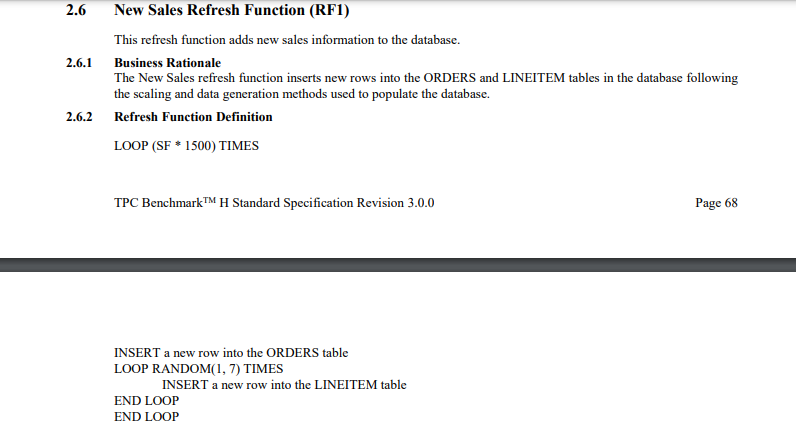 2.6 New Sales Refresh Function (RF1)
This refresh function adds new sales information to the database.
2.6.1 Business Rationale
The New Sales refresh function inserts new rows into the ORDERS and LINEITEM tables in the database following
the scaling and data generation methods used to populate the database.
2.6.2 Refresh Function Definition
LOOP (SF * 1500) TIMES
TPC Benchmark™ H Standard Specification Revision 3.0.0 Page 68
INSERT a new row into the ORDERS table
LOOP RANDOM(1, 7) TIMES
INSERT a new row into the LINEITEM table
END LOOP
END LOOP